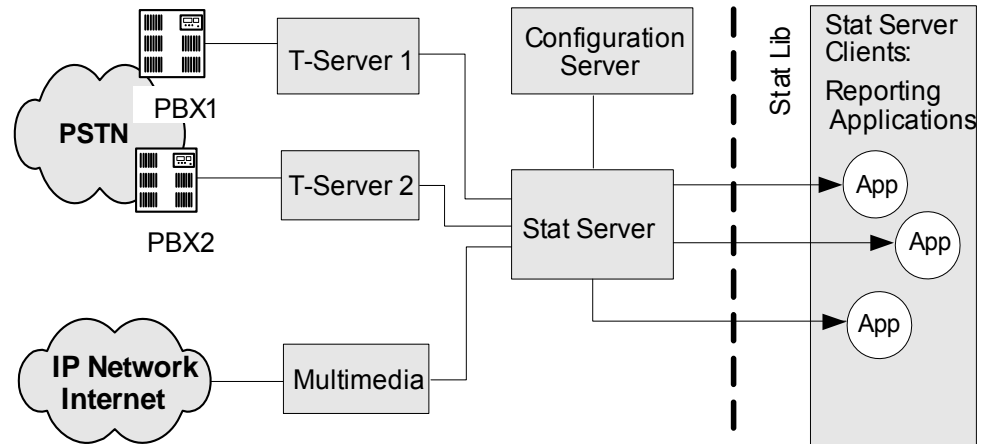 T-Server 1
Configuration
Server
Stat Lib
Stat Server
Clients:
Reporting
Applications
PBX1
PSTN
T-Server 2
App
Stat Server
App
PBX2
App
IP Network
Internet
Multimedia